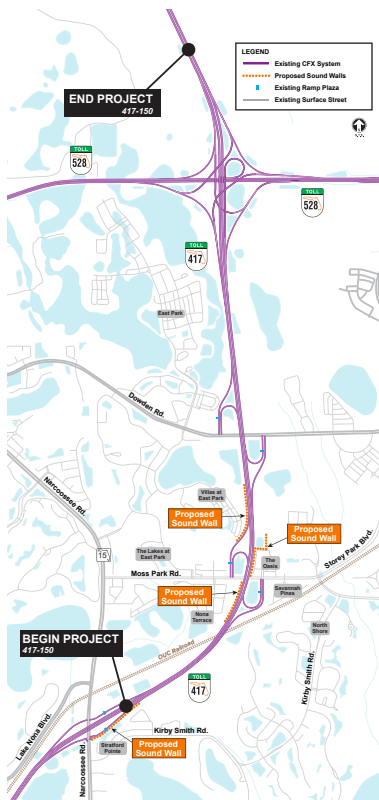 LEGEND
Existing CFX System
Proposed Sound Walls
Existing Ramp Plaza
Existing Surface Street
END PROJECT
417-150
TOLL
528
TOLL
528
TOLL
417
East Park
Dowden Rd.
Narcoossee Rd.
15
Villas at
East Park
Proposed
Sound Wall
Proposed
Sound Wall
The Lakes at
East Park
The
Oasis
Storey Park Blvd.
Moss Park Rd.
Proposed
Sound Wall
Savannah
Pines
Nona
Terrace
North
Shore
BEGIN PROJECT
417-150
OUC Railroad
TOLL
417
Kirby Smith Rd.
Lake Nona Blvd.
Kirby Smith Rd.
Stratford
Pointe
Proposed
Sound Wall
Narcoossee Rd.